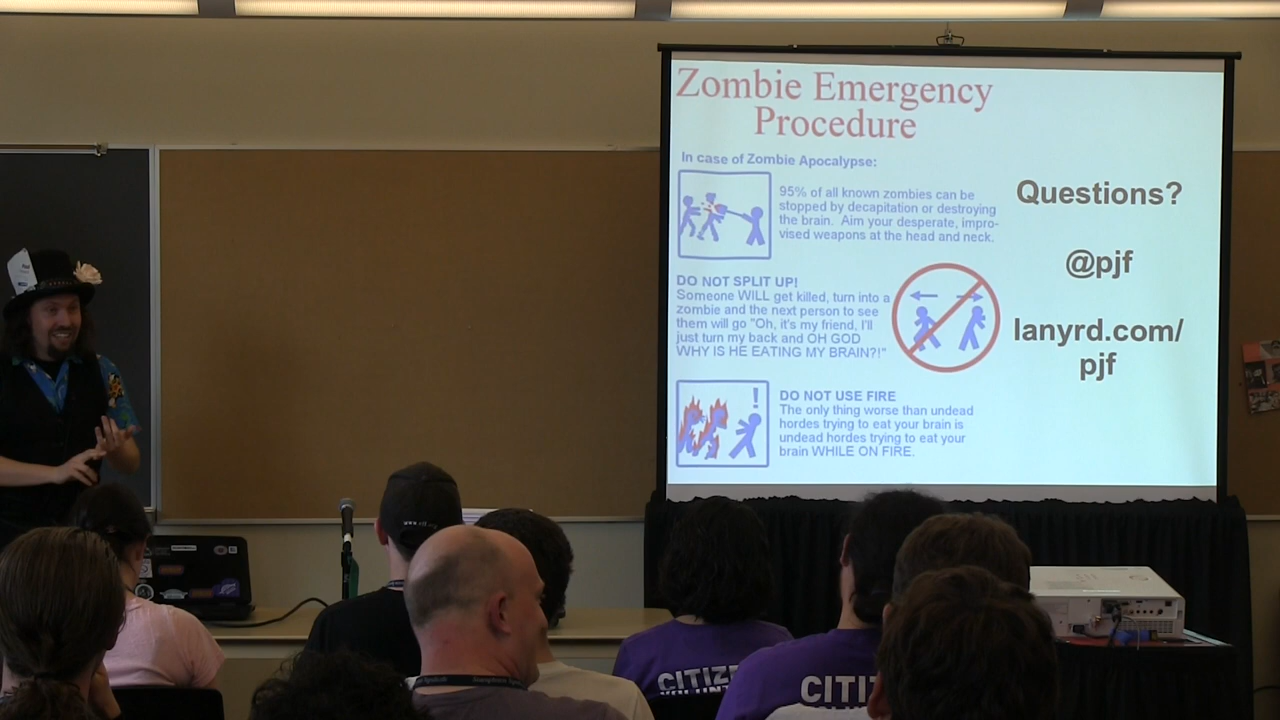 Zombie Emergency
Procedure
In case of Zombie Apocalypse:
95% of all known zombies can be
stopped by decapitation or destroying
the brain. Aim your desperate, impro-
vised weapons at the head and neck.
DO NOT SPLIT UP!
Someone WILL get killed, turn into a
zombie and the next person to see
them will go "Oh, it's my friend, I'll
just turn my back and OH GOD
WHY IS HE EATING MY BRAIN?!"
!
DO NOT USE FIRE
The only thing worse than undead
hordes trying to eat your brain is
undead hordes trying to eat your
brain WHILE ON FIRE.
Questions?
@pjf
lanyrd.com/
pjf
CITIZE
VOLUNT
CITI